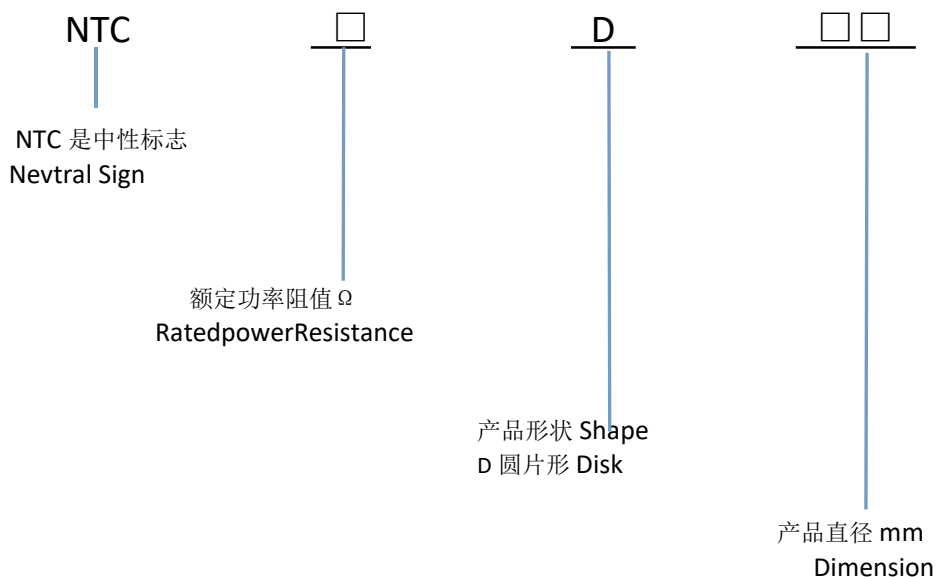 NTC □ D □□
NTC 是中性标志
Nevtral Sign
额定功率阻值 Ω
RatedpowerResistance
产品形状 Shape
D 圆片形 Disk
产品直径 mm
Dimension